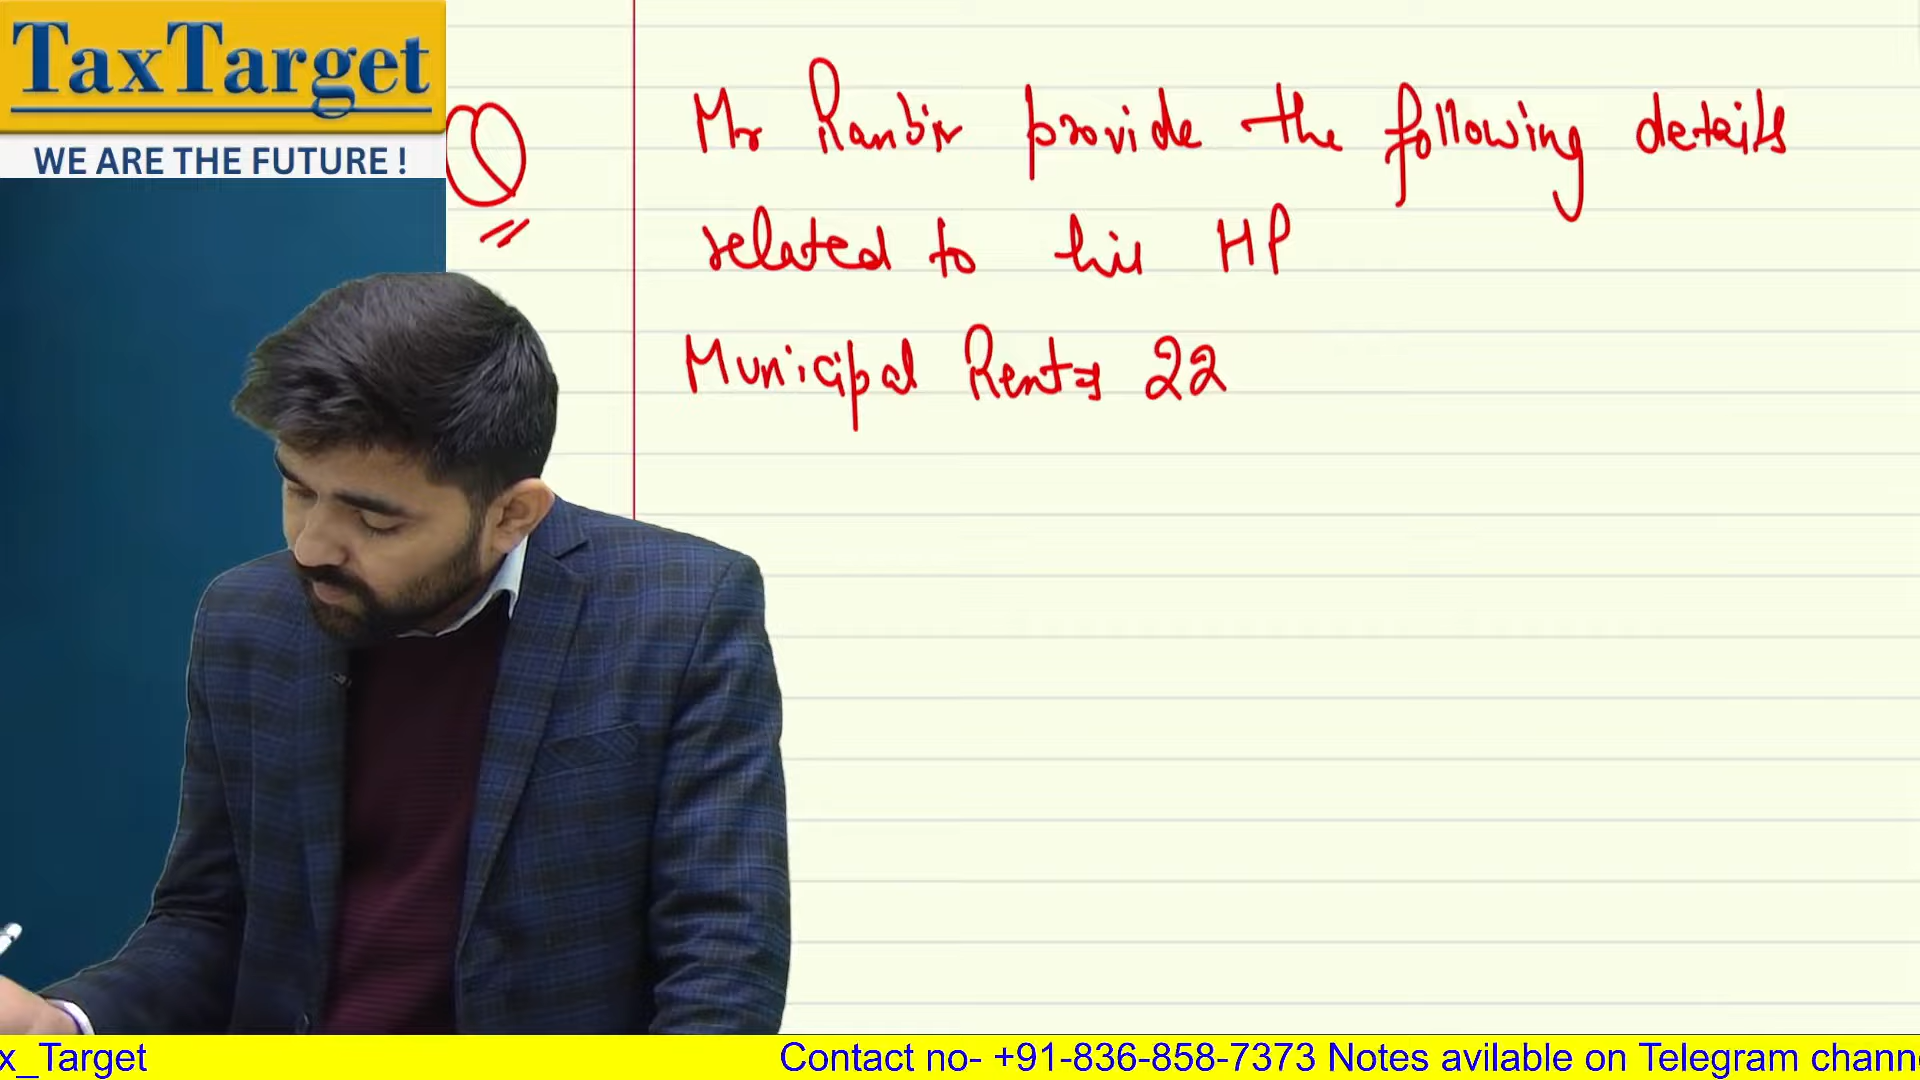 TaxTarget
WE ARE THE FUTURE !
Q
Mr Ranbir provide the following details
related to his HP
Municipal Rent = 22
x_Target
Contact no- +91-836-858-7373 Notes avilable on Telegram chann